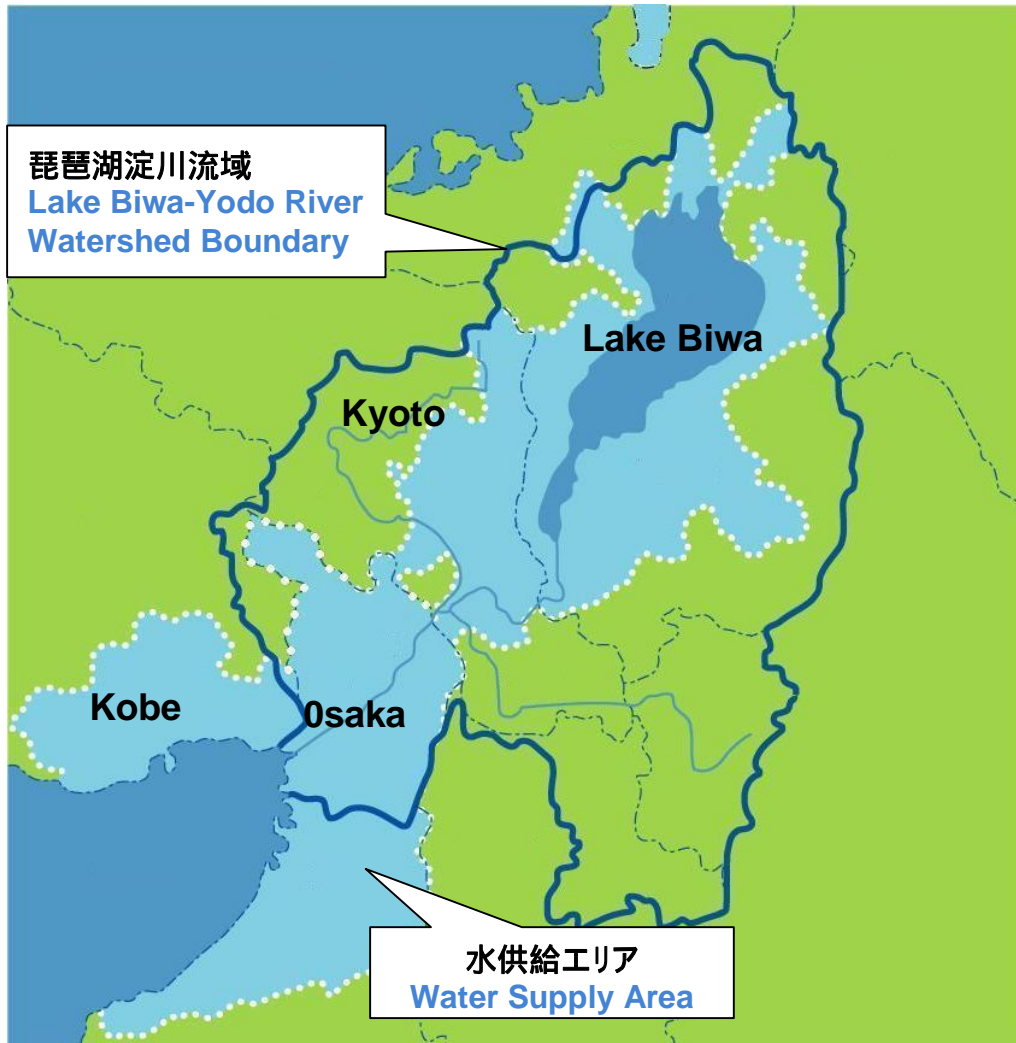 琵琶湖淀川流域
Lake Biwa-Yodo River
Watershed Boundary
Lake Biwa
Kyoto
Kobe
0saka
水供給エリア
Water Supply Area